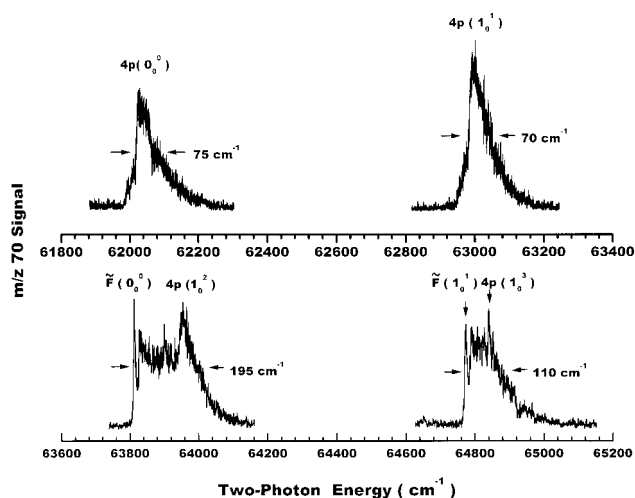 4p(0₀⁰)
4p(1₀¹)
75 cm⁻¹
70 cm⁻¹
61800 62000 62200 62400 62600 62800 63000 63200 63400
m/z 70 Signal
F̃(0₀⁰) 4p(1₀²)
F̃(1₀¹) 4p(1₀³)
195 cm⁻¹
110 cm⁻¹
63600 63800 64000 64200 64400 64600 64800 65000 65200
Two-Photon Energy ( cm⁻¹ )